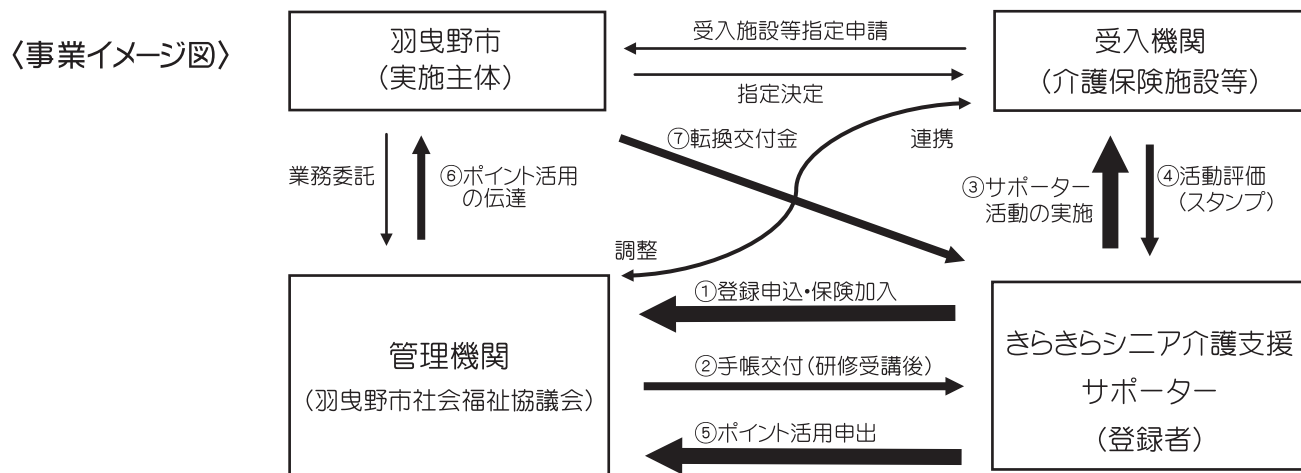 〈事業イメージ図〉
羽曳野市
(実施主体)
受入施設等指定申請
指定決定
受入機関
(介護保険施設等)
業務委託
⑥ポイント活用
の伝達
⑦転換交付金
連携
調整
③サポーター
活動の実施
④活動評価
(スタンプ)
管理機関
(羽曳野市社会福祉協議会)
①登録申込・保険加入
②手帳交付(研修受講後)
⑤ポイント活用申出
きらきらシニア介護支援
サポーター
(登録者)